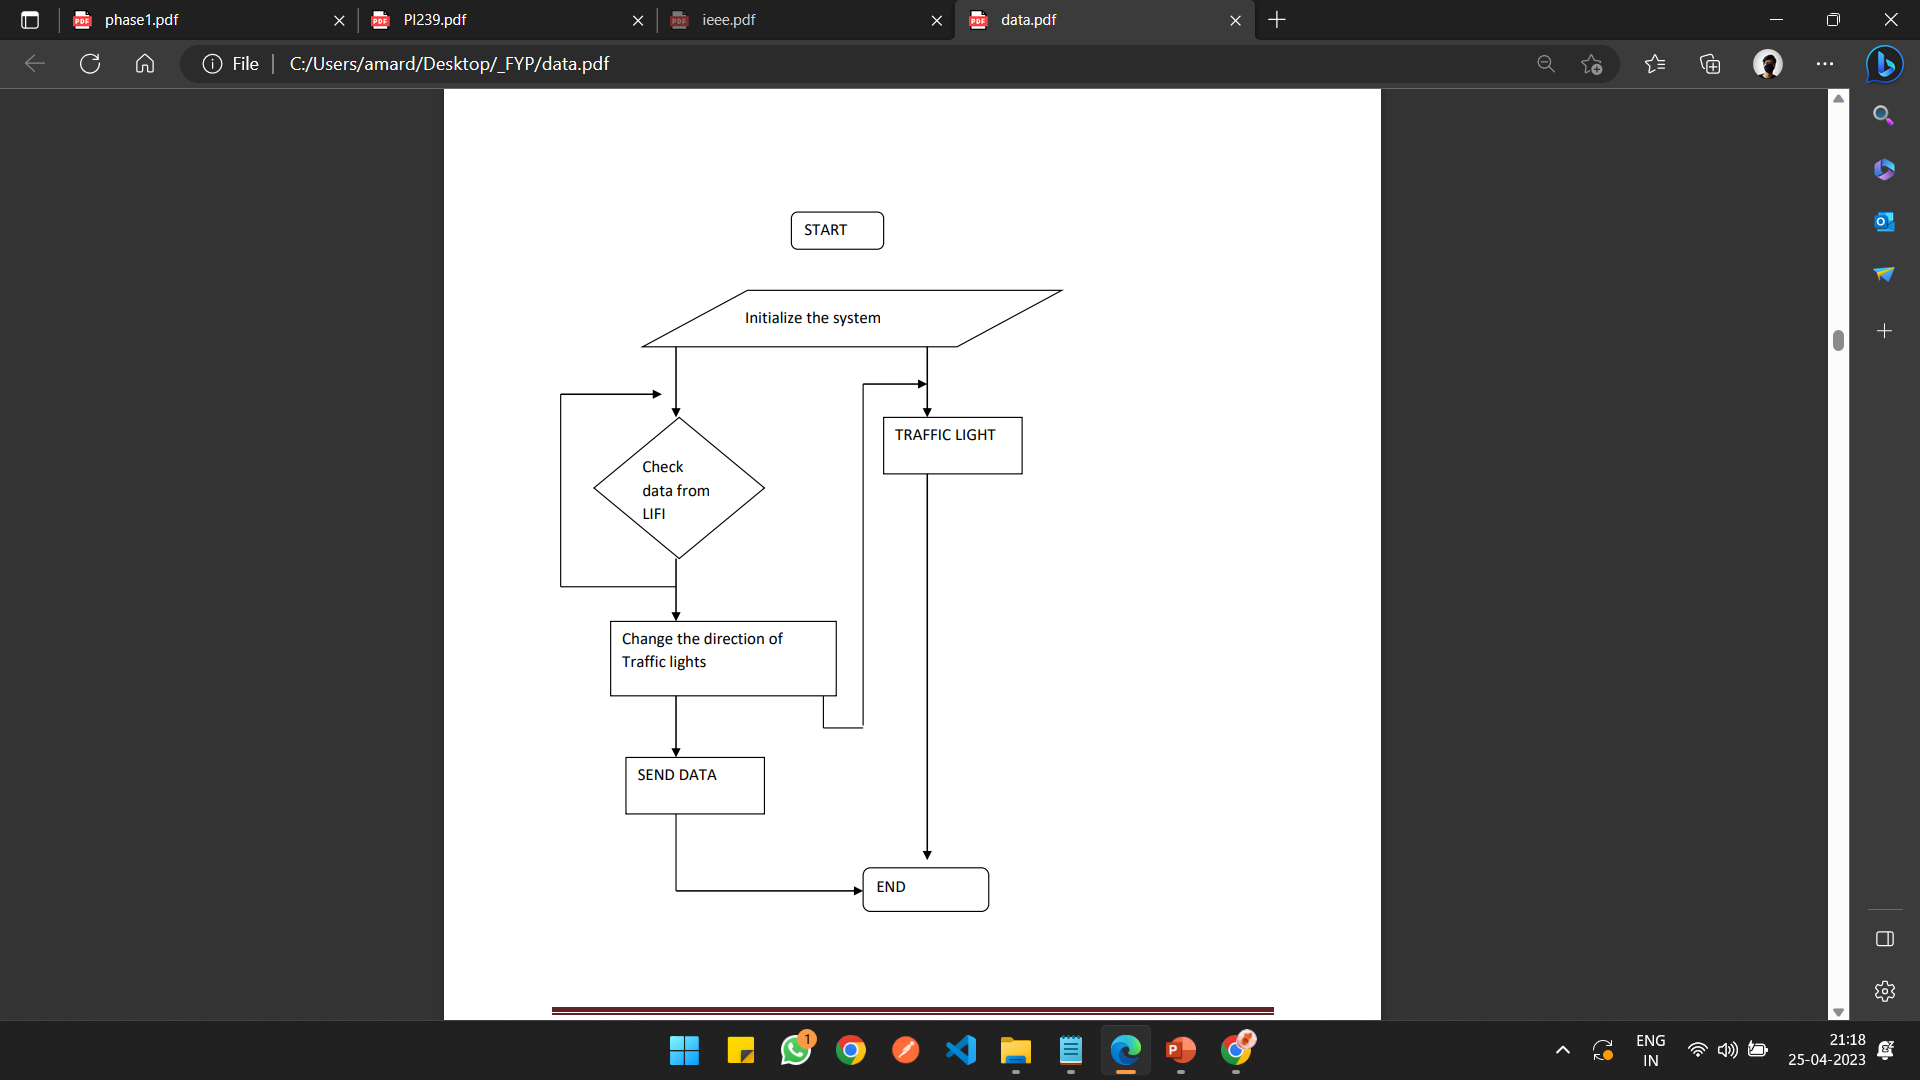 phase1.pdf
PI239.pdf
ieee.pdf
data.pdf
File
C:/Users/amard/Desktop/_FYP/data.pdf
START
Initialize the system
TRAFFIC LIGHT
Check
data from
LIFI
Change the direction of
Traffic lights
SEND DATA
END
1
ENG
IN
21:18
25-04-2023